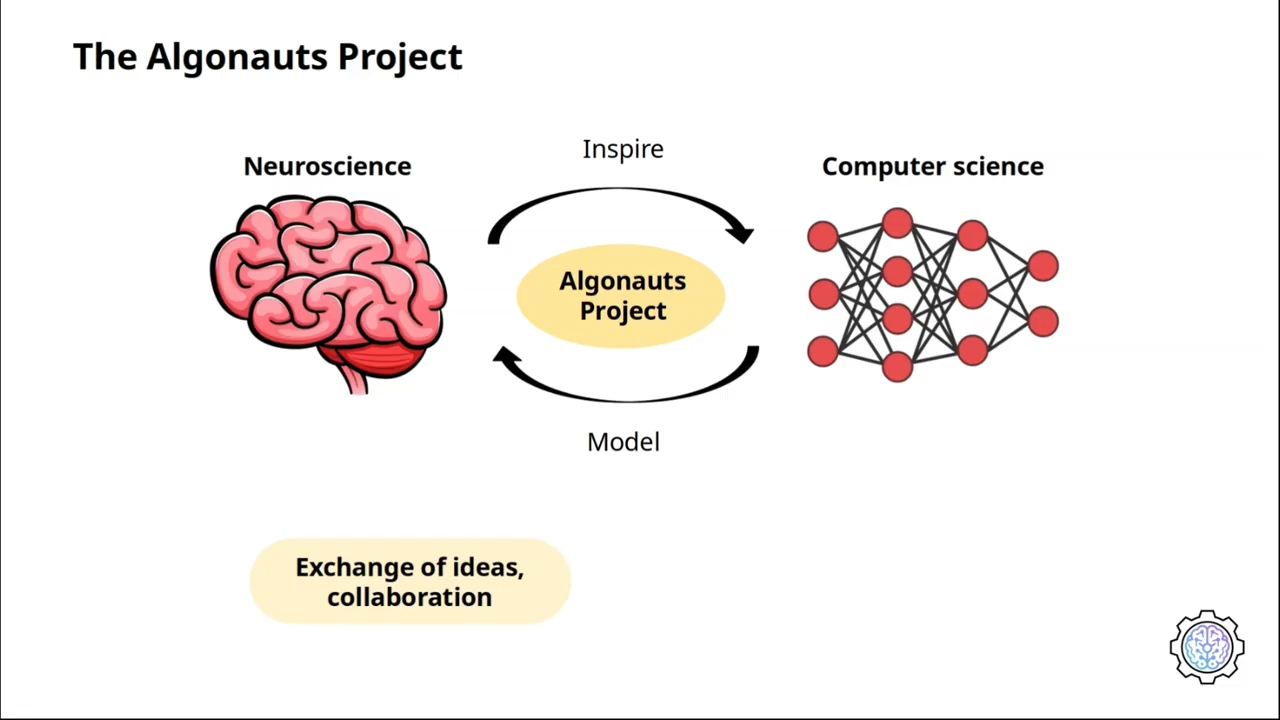 The Algonauts Project
Inspire
Neuroscience
Computer science
Algonauts
Project
Model
Exchange of ideas,
collaboration